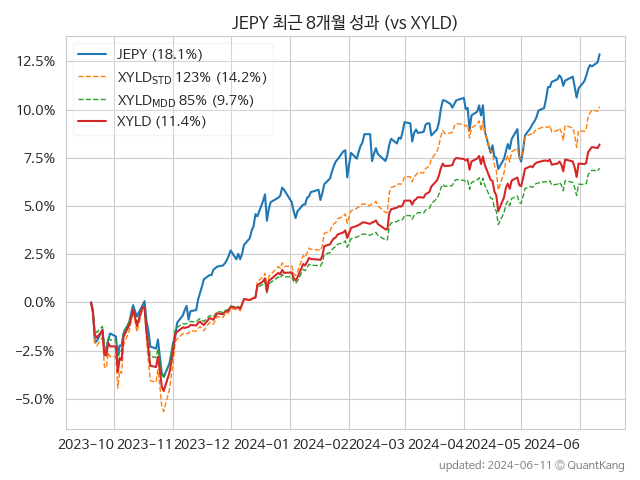 JEPY 최근 8개월 성과 (vs XYLD)
JEPY (18.1%)
XYLD_STD 123% (14.2%)
XYLD_MDD 85% (9.7%)
XYLD (11.4%)
12.5%
10.0%
7.5%
5.0%
2.5%
0.0%
−2.5%
−5.0%
2023-10 2023-11 2023-12 2024-01 2024-02 2024-03 2024-04 2024-05 2024-06
updated: 2024-06-11 © QuantKang